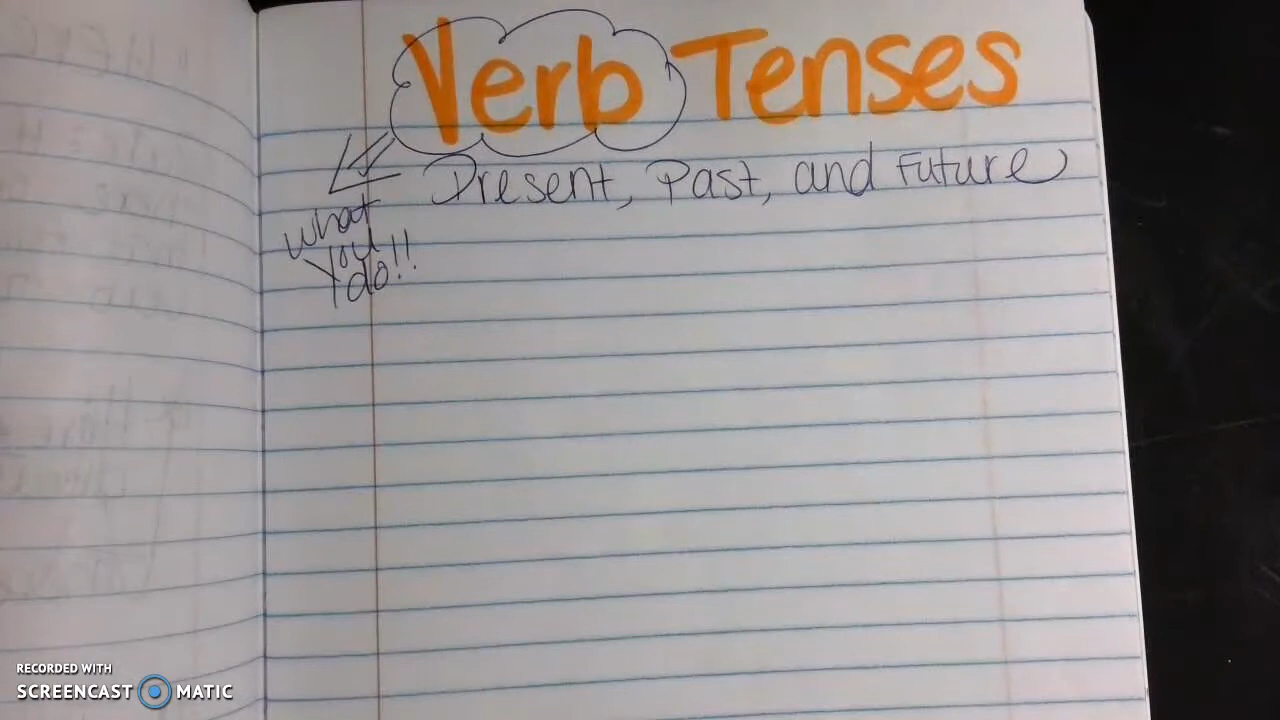 Verb Tenses
Present, Past, and Future
what
you
do!!
RECORDED WITH
SCREENCAST MATIC